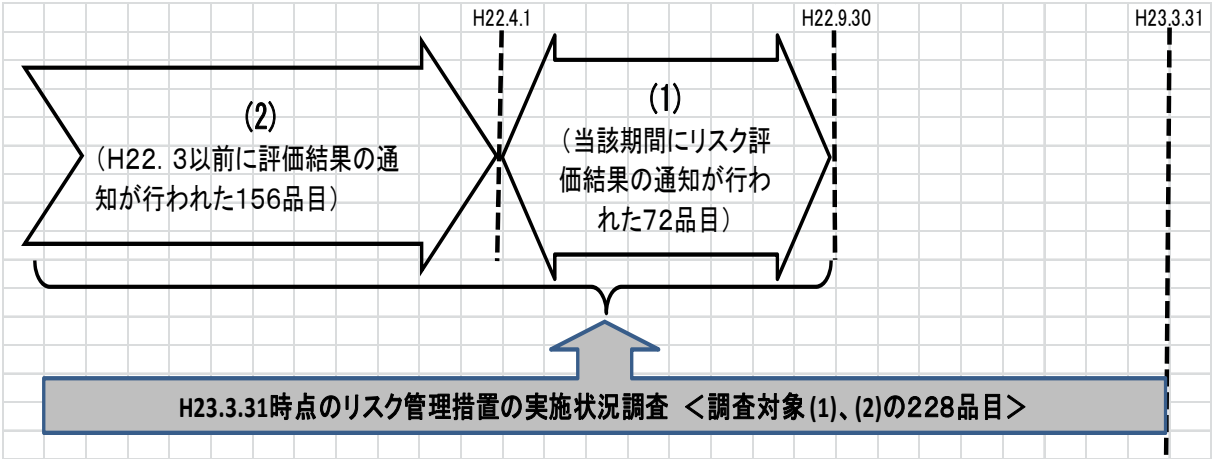 H22.4.1
H22.9.30
H23.3.31
(2)
（H22．3以前に評価結果の通
知が行われた156品目）
(1)
（当該期間にリスク評
価結果の通知が行わ
れた72品目）
H23.3.31時点のリスク管理措置の実施状況調査 ＜調査対象(1)、(2)の228品目＞